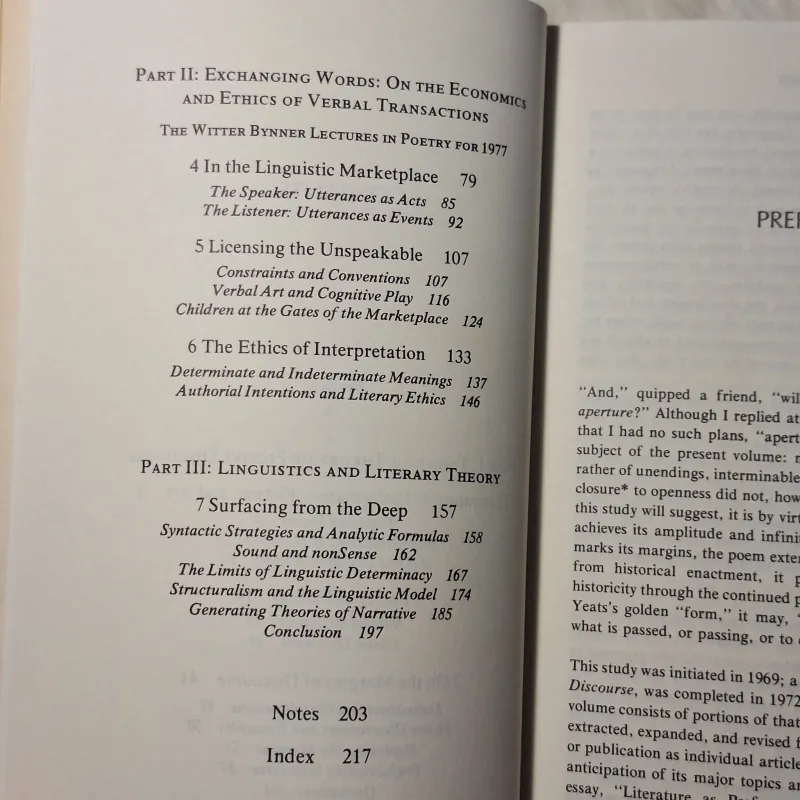 PART II: EXCHANGING WORDS: ON THE ECONOMICS
AND ETHICS OF VERBAL TRANSACTIONS
THE WITTER BYNNER LECTURES IN POETRY FOR 1977
4 In the Linguistic Marketplace 79
The Speaker: Utterances as Acts 85
The Listener: Utterances as Events 92
5 Licensing the Unspeakable 107
Constraints and Conventions 107
Verbal Art and Cognitive Play 116
Children at the Gates of the Marketplace 124
6 The Ethics of Interpretation 133
Determinate and Indeterminate Meanings 137
Authorial Intentions and Literary Ethics 146
PART III: LINGUISTICS AND LITERARY THEORY
7 Surfacing from the Deep 157
Syntactic Strategies and Analytic Formulas 158
Sound and nonSense 162
The Limits of Linguistic Determinacy 167
Structuralism and the Linguistic Model 174
Generating Theories of Narrative 185
Conclusion 197
Notes 203
Index 217
PREF
"And," quipped a friend, "wil
aperture?" Although I replied at
that I had no such plans, "apert
subject of the present volume: n
rather of unendings, interminable
closure* to openness did not, how
this study will suggest, it is by virt
achieves its amplitude and infini
marks its margins, the poem exter
from historical enactment, it p
historicity through the continued p
Yeats's golden "form," it may, "
what is passed, or passing, or to
This study was initiated in 1969; a
Discourse, was completed in 1972
volume consists of portions of that
extracted, expanded, and revised f
or publication as individual article
anticipation of its major topics an
essay, "Literature as